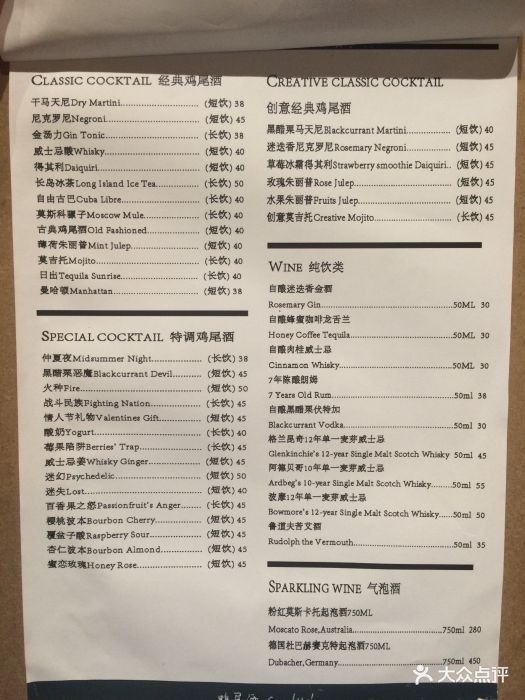 CLASSIC COCKTAIL 经典鸡尾酒
干马天尼Dry Martini........................(短饮) 38
尼克罗尼Negroni........................(短饮) 45
金汤力Gin Tonic........................(长饮) 38
威士忌酸Whisky........................(短饮) 40
得其利Daiquiri........................(短饮) 40
长岛冰茶Long Island Ice Tea............(长饮) 50
自由古巴Cuba Libre........................(长饮) 40
莫斯科骡子Moscow Mule................(长饮) 40
古典鸡尾酒Old Fashioned...............(短饮) 40
薄荷朱丽普Mint Julep...................(短饮) 40
莫吉托Mojito........................(长饮) 40
日出Tequila Sunrise........................(长饮) 40
曼哈顿Manhattan........................(短饮) 38
SPECIAL COCKTAIL 特调鸡尾酒
仲夏夜Midsummer Night................(长饮) 38
黑醋栗恶魔Blackcurrant Devil.........(短饮) 45
火种Fire........................(短饮) 50
战斗民族Fighting Nation...............(长饮) 45
情人节礼物Valentines Gift............(短饮) 45
酸奶Yogurt........................(长饮) 40
莓果陷阱Berries' Trap..................(长饮) 45
威士忌姜Whisky Ginger...............(短饮) 45
迷幻Psychedelic........................(短饮) 50
迷失Lost........................(短饮) 40
百香果之怒Passionfruit's Anger.......(长饮) 45
樱桃波本Bourbon Cherry...............(短饮) 45
覆盆子酸Raspberry Sour...............(短饮) 45
杏仁波本Bourbon Almond............(短饮) 45
蜜恋玫瑰Honey Rose...................(短饮) 45
CREATIVE CLASSIC COCKTAIL
创意经典鸡尾酒
黑醋栗马天尼Blackcurrant Martini............(短饮) 40
迷迭香尼克罗尼Rosemary Negroni............(短饮) 45
草莓冰霜得其利Strawberry smoothie Daiquiri..(短饮) 45
玫瑰朱丽普Rose Julep........................(短饮) 45
水果朱丽普Fruits Julep........................(短饮) 45
创意莫吉托Creative Mojito........................(长饮) 45
WINE 纯饮类
自酿迷迭香金酒
Rosemary Gin........................50ML 30
自酿蜂蜜咖啡龙舌兰
Honey Coffee Tequila........................50ML 30
自酿肉桂威士忌
Cinnamon Whisky........................50ML 30
7年陈酿朗姆
7 Years Old Rum........................50ml 38
自酿黑醋栗伏特加
Blackcurrant Vodka........................50ml 30
格兰昆奇12年单一麦芽威士忌
Glenkinchie's 12-year Single Malt Scotch Whisky 50ml 45
阿德贝哥10年单一麦芽威士忌
Ardbeg's 10-year Single Malt Scotch Whisky.......50ml 55
波摩12年单一麦芽威士忌
Bowmore's 12-year Single Malt Scotch Whisky.....50ml 50
鲁道夫苦艾酒
Rudolph the Vermouth........................50ml 35
SPARKLING WINE 气泡酒
粉红莫斯卡托起泡酒750ML
Moscato Rose,Australia........................750ml 280
德国杜巴赫赛克特起泡酒750ML
Dubacher,Germany........................750ml 450
大众点评